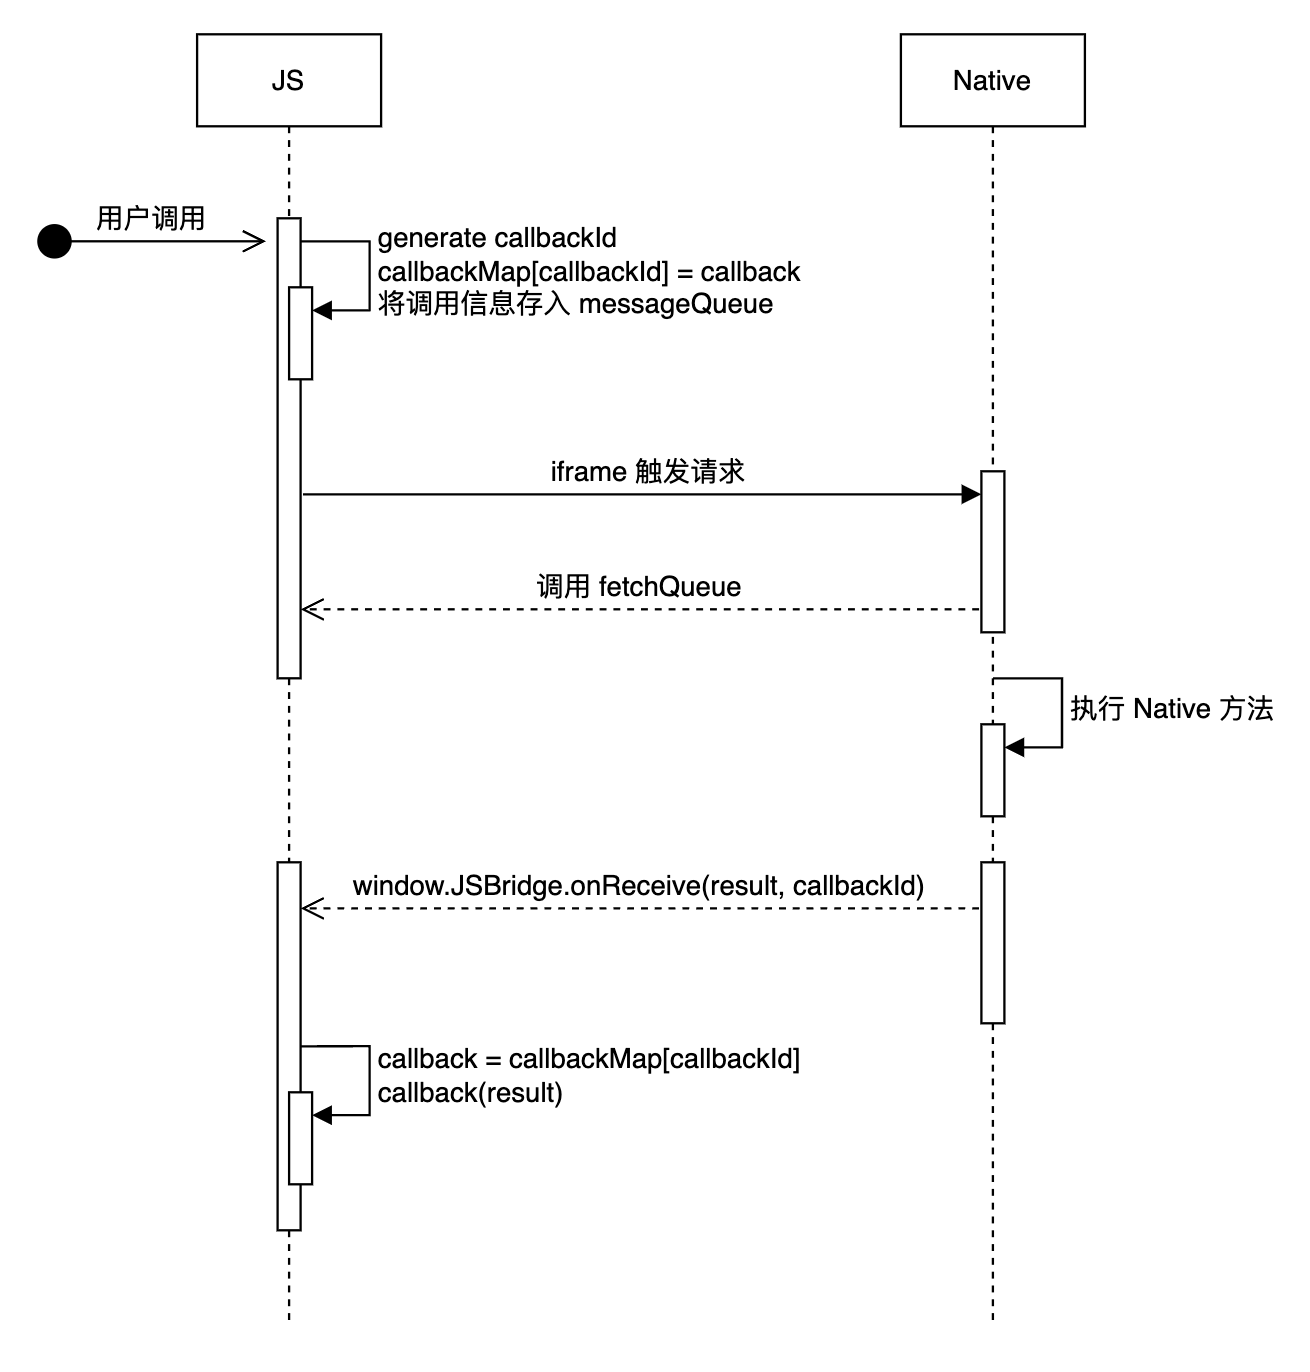 JS
Native
用户调用
generate callbackId
callbackMap[callbackId] = callback
将调用信息存入 messageQueue
iframe 触发请求
调用 fetchQueue
执行 Native 方法
window.JSBridge.onReceive(result, callbackId)
callback = callbackMap[callbackId]
callback(result)